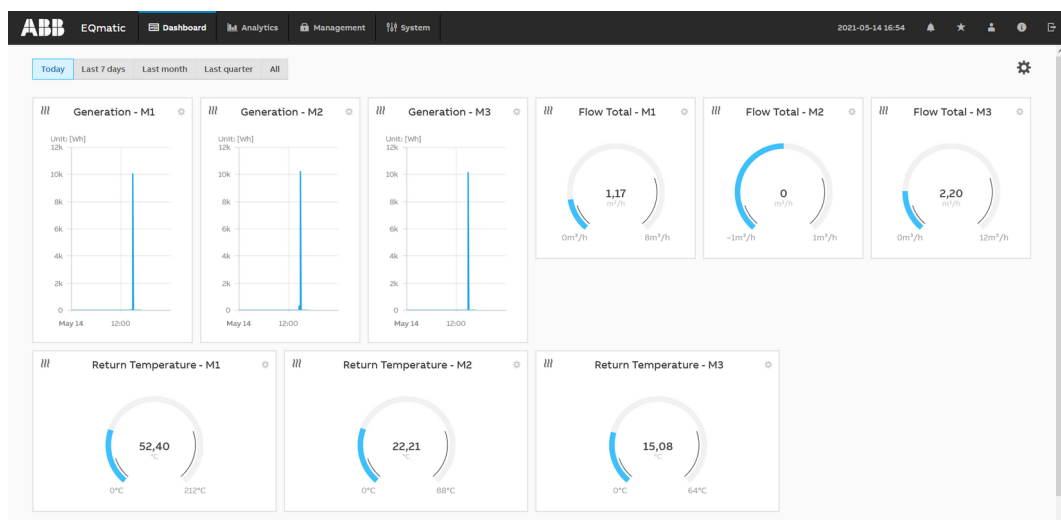 ABB EQmatic Dashboard Analytics Management System 2021-05-14 16:54
Today Last 7 days Last month Last quarter All
Generation - M1
Unit: [Wh]
12k
10k
8k
6k
4k
2k
0
May 14 12:00
Generation - M2
Unit: [Wh]
12k
10k
8k
6k
4k
2k
0
May 14 12:00
Generation - M3
Unit: [Wh]
12k
10k
8k
6k
4k
2k
0
May 14 12:00
Flow Total - M1
1,17
m³/h
0m³/h 8m³/h
Flow Total - M2
0
m³/h
-1m³/h 1m³/h
Flow Total - M3
2,20
m³/h
0m³/h 12m³/h
Return Temperature - M1
52,40
°C
0°C 212°C
Return Temperature - M2
22,21
°C
0°C 88°C
Return Temperature - M3
15,08
°C
0°C 64°C